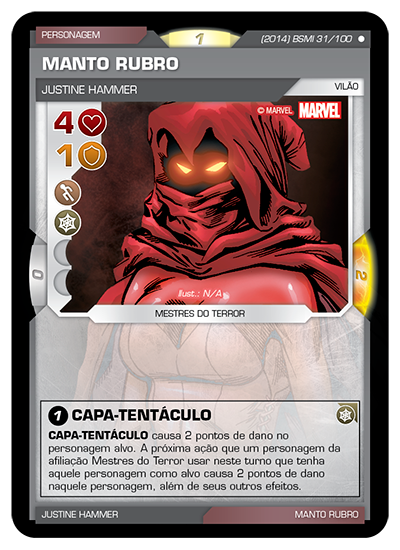 PERSONAGEM
1
(2014) BSMI 31/100 ●
MANTO RUBRO
JUSTINE HAMMER
VILÃO
4
© MARVEL MARVEL
1
0
2
Ilust.: N/A
MESTRES DO TERROR
1 CAPA-TENTÁCULO
CAPA-TENTÁCULO causa 2 pontos de dano no
personagem alvo. A próxima ação que um personagem da
afiliação Mestres do Terror usar neste turno que tenha
aquele personagem como alvo causa 2 pontos de dano
naquele personagem, além de seus outros efeitos.
JUSTINE HAMMER
MANTO RUBRO